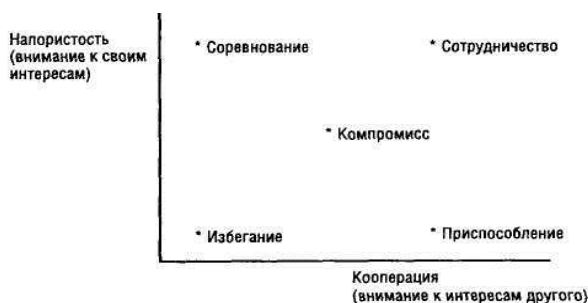 Напористость
(внимание к своим
интересам)
* Соревнование
* Сотрудничество
* Компромисс
* Избегание
* Приспособление
Кооперация
(внимание к интересам другого)